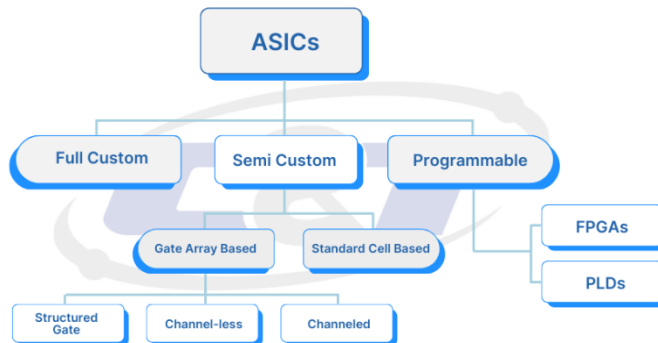 ASICs
Full Custom
Semi Custom
Programmable
Gate Array Based
Standard Cell Based
FPGAs
PLDs
Structured
Gate
Channel-less
Channeled